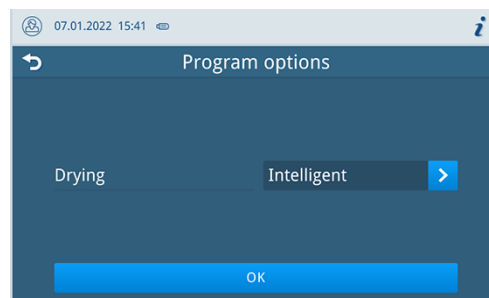 07.01.2022 15:41
i
Program options
Drying
Intelligent
OK